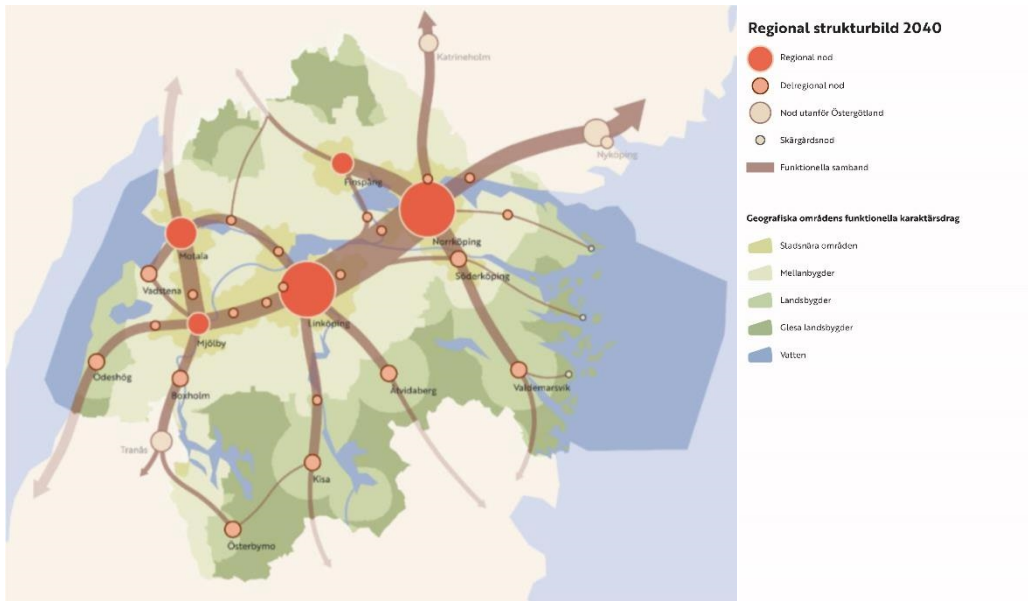 Regional strukturbild 2040
Regional nod
Delregional nod
Nod utanför Östergötland
Skärgårdsnod
Funktionella samband
Geografiska områdens funktionella karaktärsdrag
Stadsnära områden
Mellanbygder
Landsbygder
Glesa landsbygder
Vatten
Katrineholm
Nyköping
Finspång
Norrköping
Motala
Söderköping
Vadstena
Linköping
Mjölby
Ödeshög
Boxholm
Åtvidaberg
Valdemarsvik
Tranås
Kisa
Österbymo